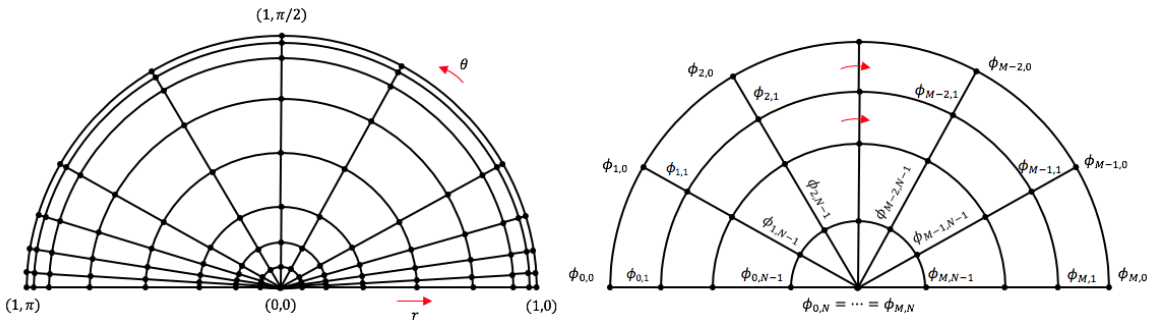 (1, π/2)
θ
(1, π)
(0,0)
r
(1,0)
ϕ_{2,0}
ϕ_{M−2,0}
ϕ_{2,1}
ϕ_{M−2,1}
ϕ_{1,0}
ϕ_{1,1}
ϕ_{M−1,1}
ϕ_{M−1,0}
ϕ_{2,N−1}
ϕ_{M−2,N−1}
ϕ_{1,N−1}
ϕ_{M−1,N−1}
ϕ_{0,0}
ϕ_{0,1}
ϕ_{0,N−1}
ϕ_{M,N−1}
ϕ_{M,1}
ϕ_{M,0}
ϕ_{0,N} = ⋯ = ϕ_{M,N}